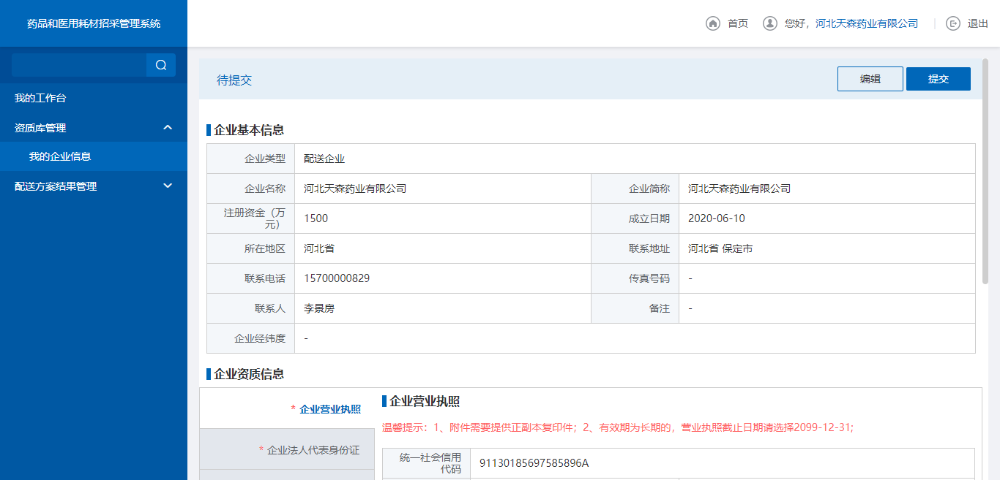 药品和医用耗材招采管理系统
首页 您好，河北天森药业有限公司 退出
我的工作台
资质库管理
我的企业信息
配送方案结果管理
待提交 编辑 提交
企业基本信息
企业类型 配送企业
企业名称 河北天森药业有限公司 企业简称 河北天森药业有限公司
注册资金（万
元） 1500 成立日期 2020-06-10
所在地区 河北省 联系地址 河北省 保定市
联系电话 15700000829 传真号码 -
联系人 李景房 备注 -
企业经纬度 -
企业资质信息
* 企业营业执照
* 企业法人代表身份证
企业营业执照
温馨提示：1、附件需要提供正副本复印件；2、有效期为长期的，营业执照截止日期请选择2099-12-31;
统一社会信用
代码 91130185697585896A